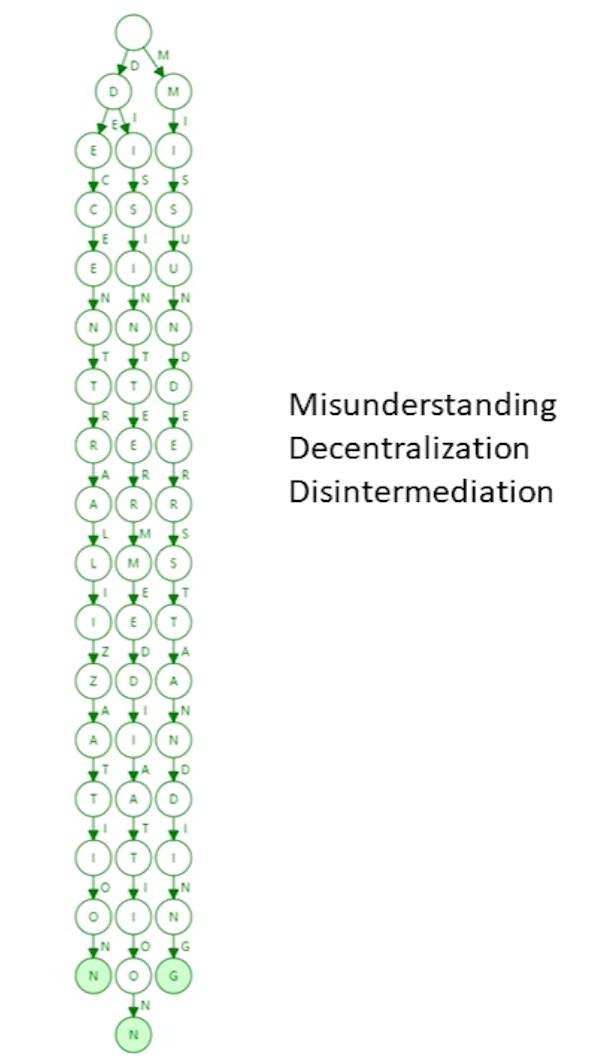 D M
D M
E I I
E I I
C S S
C S S
E I U
E I U
N N N
N N N
T T D
T T D
R E E
R E E
A R R
A R R
L M S
L M S
I E T
I E T
Z D A
Z D A
A I N
A I N
T A D
T A D
I T I
I T I
O I N
O I N
N O G
N O G
N
N
Misunderstanding
Decentralization
Disintermediation